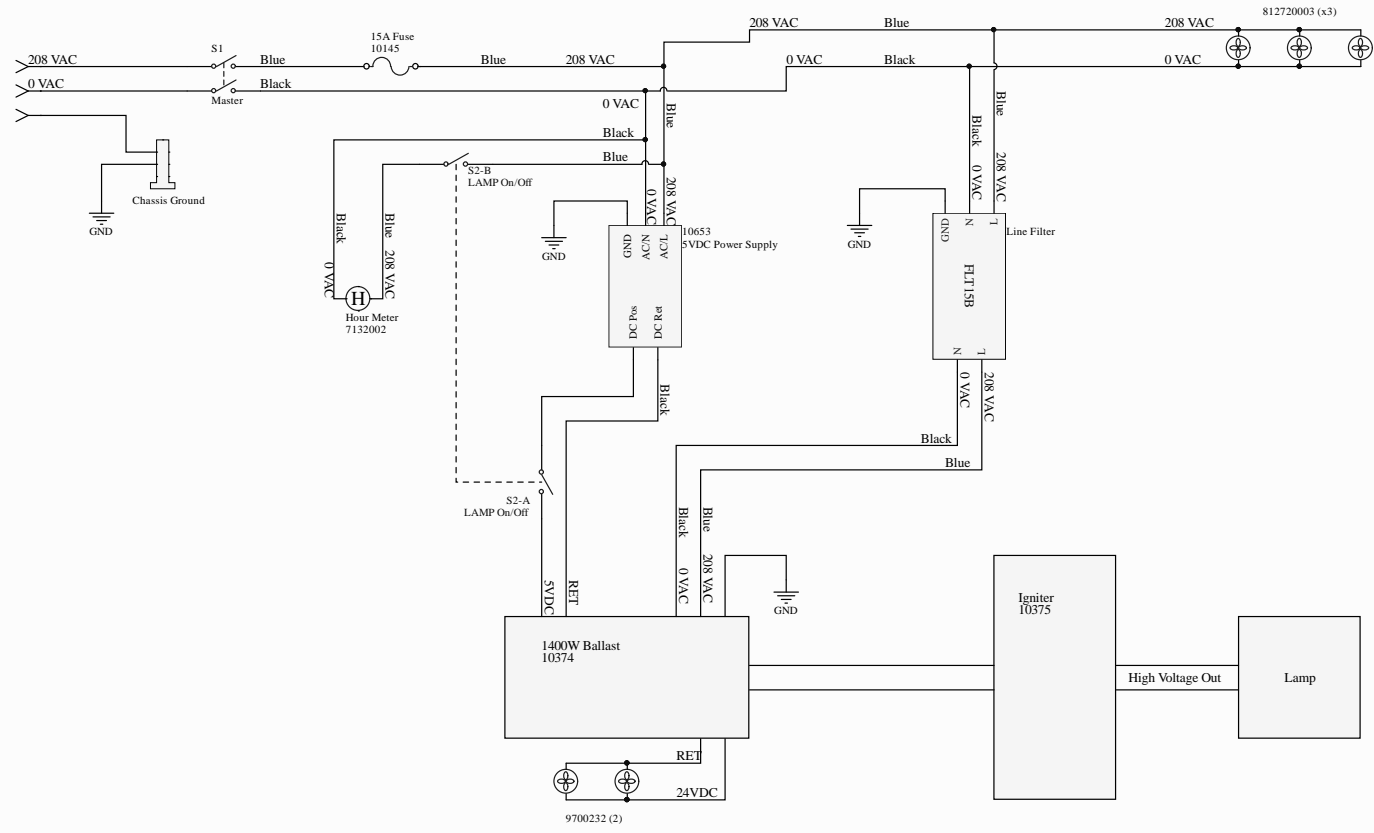 812720003 (x3)
208 VAC
Blue
208 VAC
S1
15A Fuse
10145
208 VAC
Blue
Blue
208 VAC
0 VAC
Black
0 VAC
0 VAC
Black
Master
0 VAC
Blue
Black
Blue
Black
Blue
S2-B
LAMP On/Off
Chassis Ground
GND
208 VAC
0 VAC
208 VAC
0 VAC
Black
Blue
0 VAC
208 VAC
H
Hour Meter
7132002
GND
10653
5VDC Power Supply
GND
AC/N
AC/L
DC Pos
DC Ret
Black
GND
Line Filter
GND
N
L
FLT15B
N
L
0 VAC
208 VAC
Black
Blue
S2-A
LAMP On/Off
Black
Blue
5VDC
RET
0 VAC
208 VAC
GND
1400W Ballast
10374
Igniter
10375
High Voltage Out
Lamp
RET
24VDC
9700232 (2)